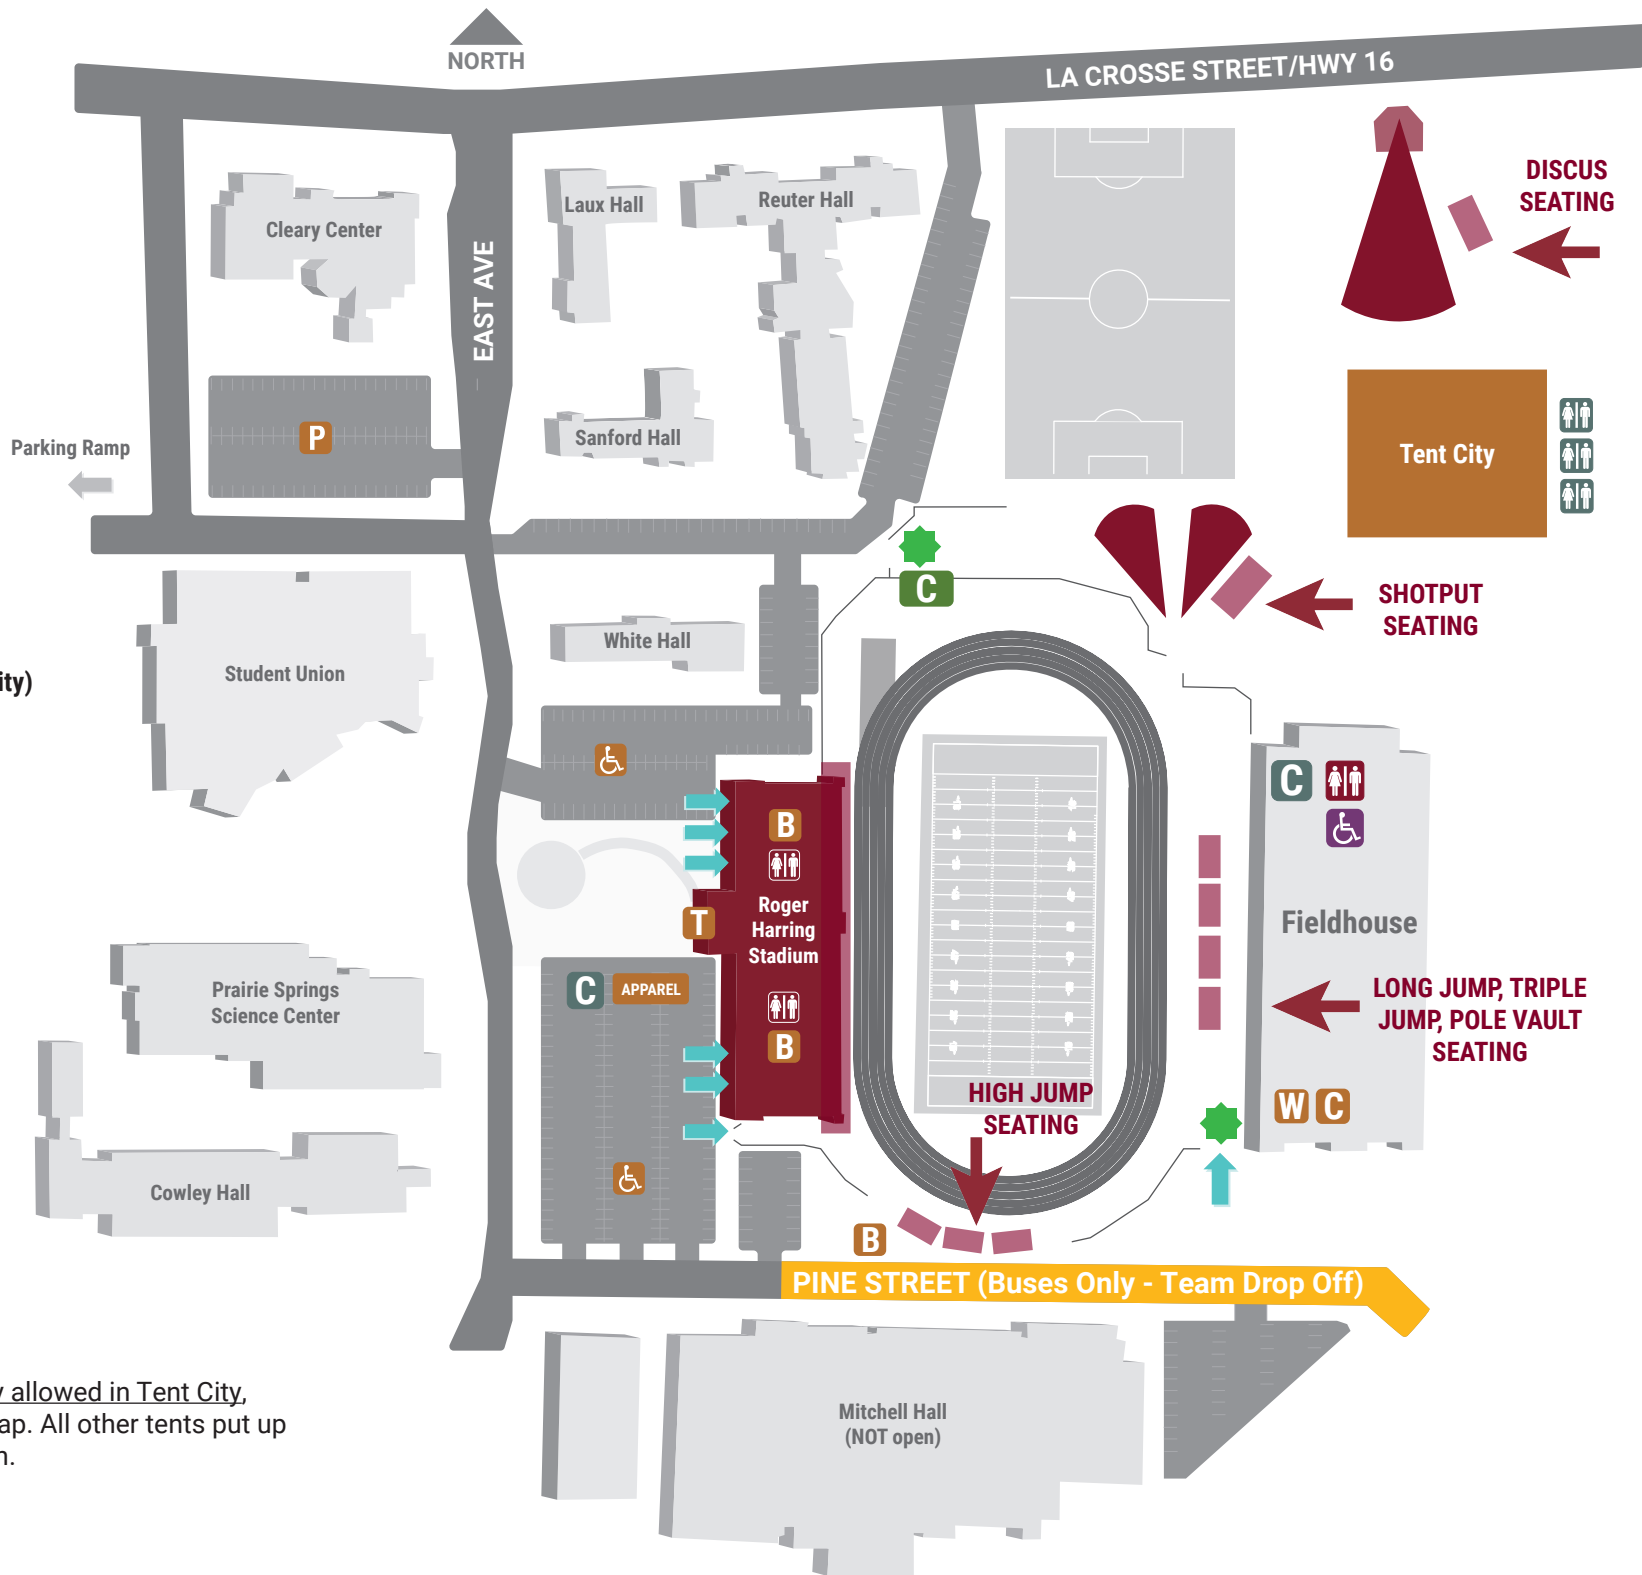 NORTH
LA CROSSE STREET/HWY 16
DISCUS
SEATING
Cleary Center
Laux Hall
Reuter Hall
EAST AVE
P
Parking Ramp
Sanford Hall
Tent City
C
SHOTPUT
SEATING
White Hall
Student Union
ity)
C
B
T
Roger
Harring
Stadium
Fieldhouse
C
APPAREL
Prairie Springs
Science Center
B
LONG JUMP, TRIPLE
JUMP, POLE VAULT
SEATING
HIGH JUMP
SEATING
W
C
Cowley Hall
B
PINE STREET (Buses Only - Team Drop Off)
y allowed in Tent City,
ap. All other tents put up
n.
Mitchell Hall
(NOT open)